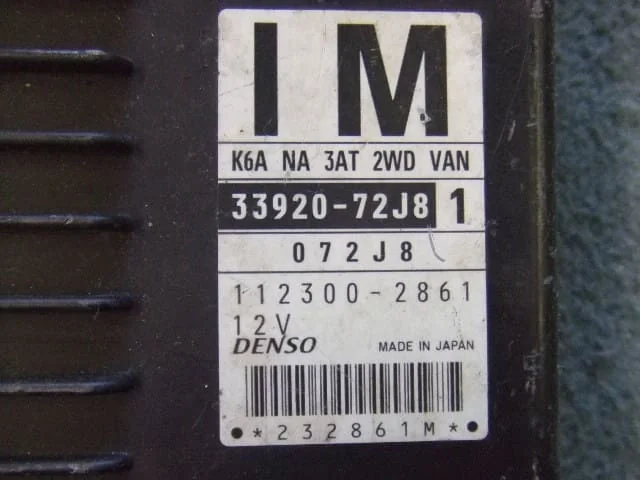 IM
K6A NA 3AT 2WD VAN
33920-72J8 1
072J8
112300-2861
12V
DENSO MADE IN JAPAN
*232861M*